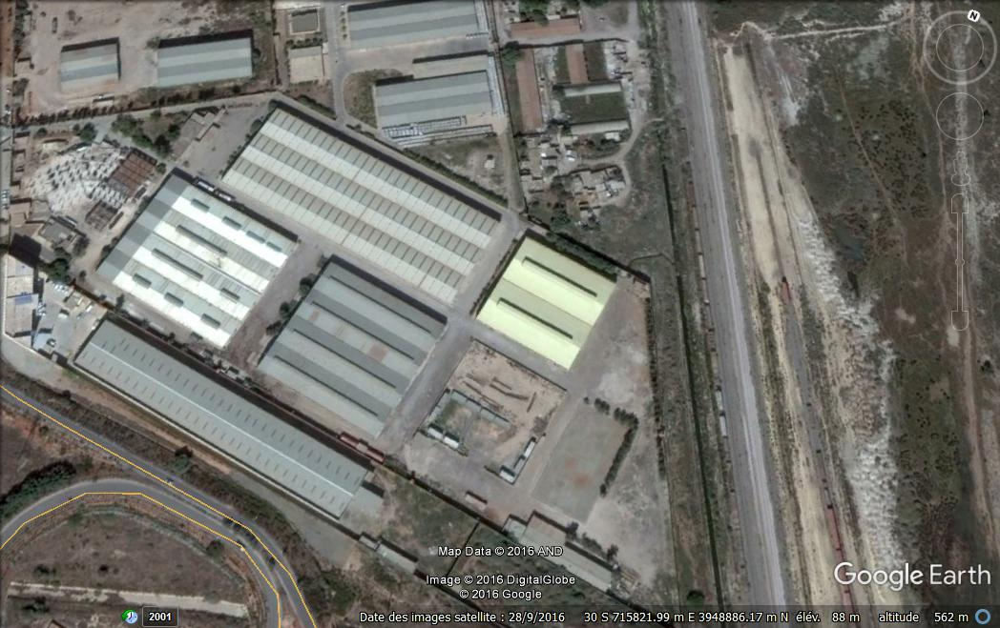 N
Map Data © 2016 AND
Image © 2016 DigitalGlobe
© 2016 Google
Google Earth
2001
Date des images satellite : 28/9/2016 30 S 715821.99 m E 3948886.17 m N élév. 88 m altitude 562 m